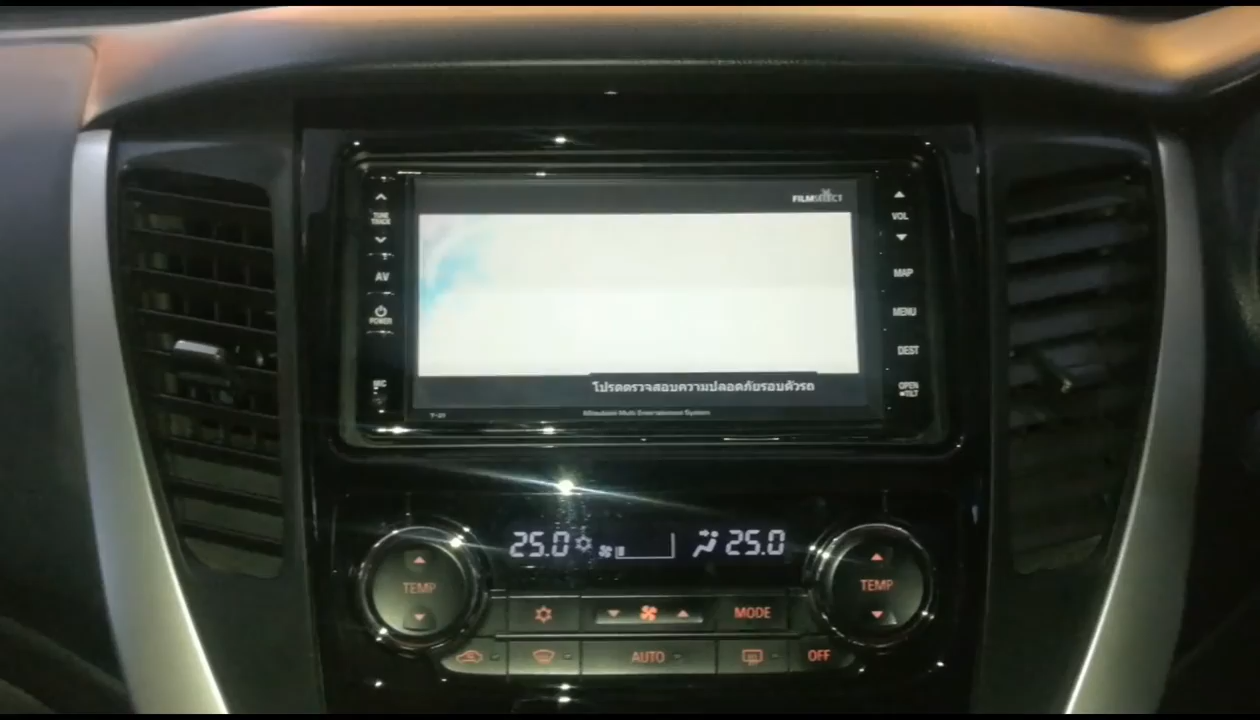 FILMSELECT
TUNE
TRACK
VOL
AV
MAP
POWER
MENU
DEST
MIC
OPEN
TILT
โปรดตรวจสอบความปลอดภัยรอบตัวรถ
T-21
Mitsubishi Multi Entertainment System
25.0
25.0
TEMP
TEMP
MODE
AUTO
OFF